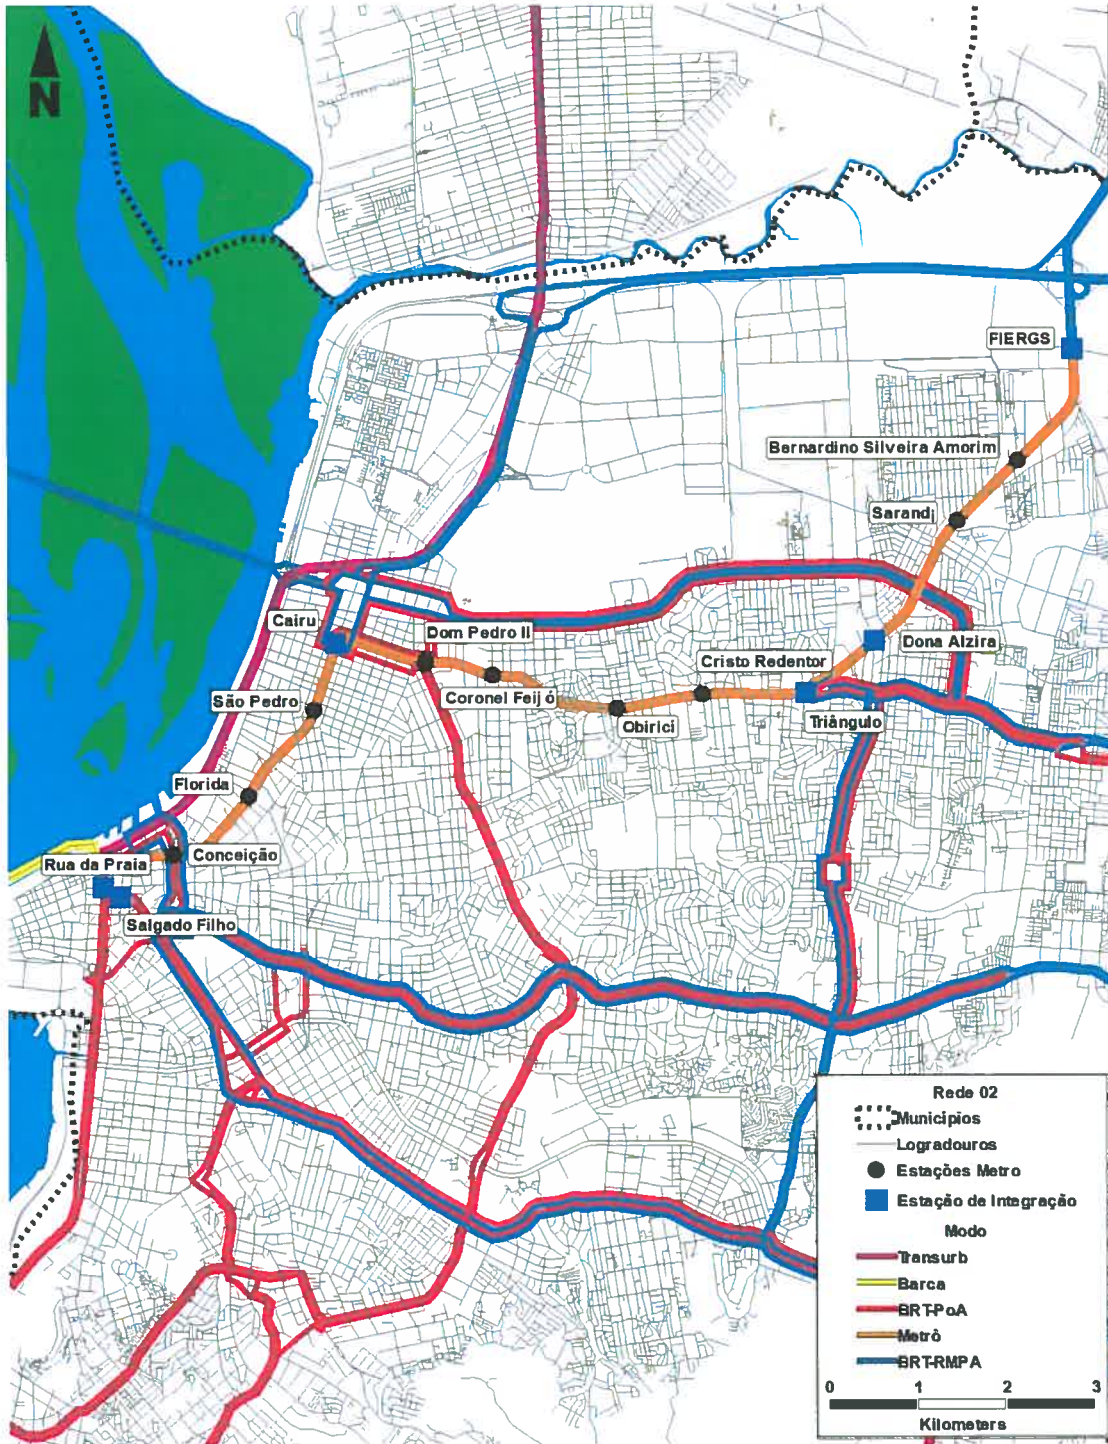 N
FIERGS
Bernardino Silveira Amorim
Sarandi
Cairu
Dom Pedro II
Dona Alzira
Cristo Redentor
São Pedro
Coronel Feijó
Obirici
Triângulo
Florida
Conceição
Rua da Praia
Salgado Filho
Rede 02
Municípios
Logradouros
Estações Metro
Estação de Integração
Modo
Transurb
Barca
BRT-PoA
Metrô
BRT-RMPA
0 1 2 3
Kilometers